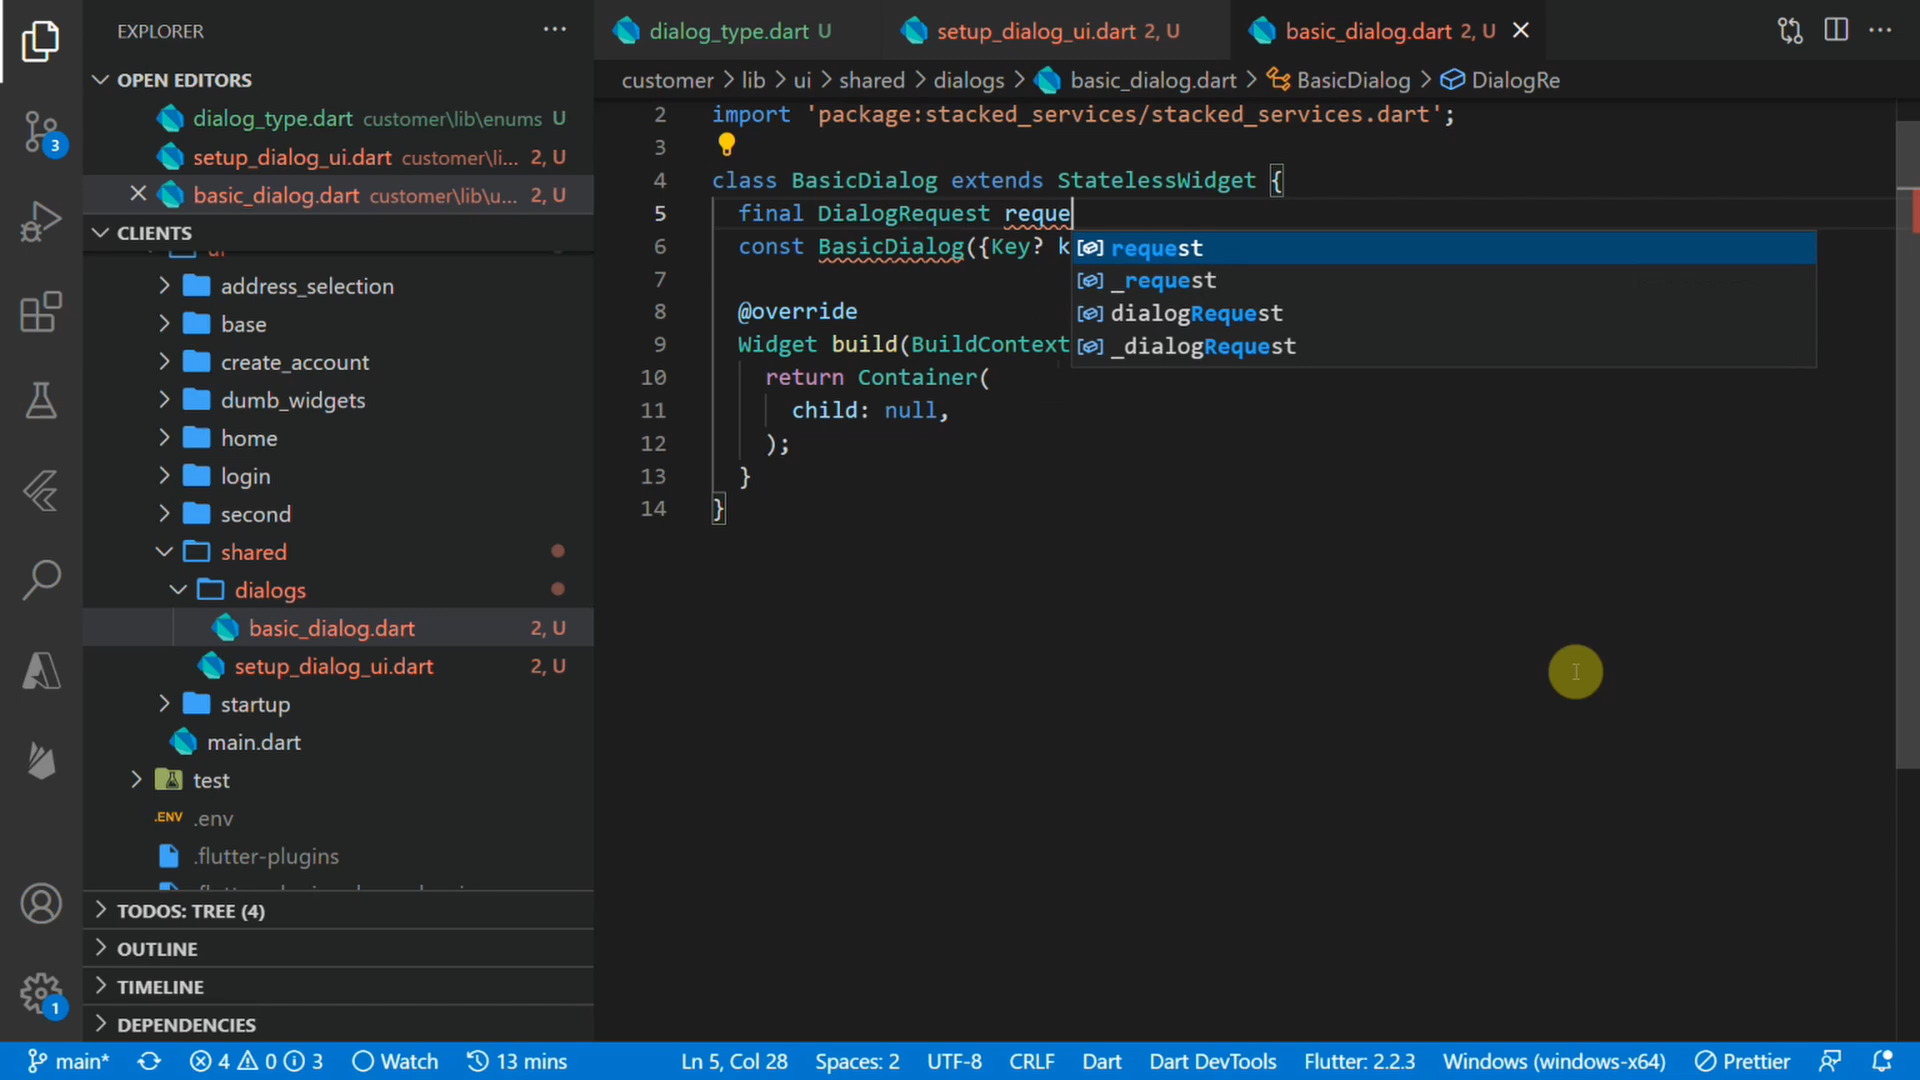 EXPLORER
OPEN EDITORS
dialog_type.dart customer\lib\enums U
setup_dialog_ui.dart customer\li... 2, U
basic_dialog.dart customer\lib\u... 2, U
CLIENTS
ui
address_selection
base
create_account
dumb_widgets
home
login
second
shared
dialogs
basic_dialog.dart 2, U
setup_dialog_ui.dart 2, U
startup
main.dart
test
.ENV .env
.flutter-plugins
TODOS: TREE (4)
OUTLINE
TIMELINE
DEPENDENCIES
3
1
dialog_type.dart U
setup_dialog_ui.dart 2, U
basic_dialog.dart 2, U
customer > lib > ui > shared > dialogs > basic_dialog.dart > BasicDialog > DialogRe
2 import 'package:stacked_services/stacked_services.dart';
3
4 class BasicDialog extends StatelessWidget {
5 final DialogRequest reque
6 const BasicDialog({Key? k
7
8 @override
9 Widget build(BuildContext
10 return Container(
11 child: null,
12 );
13 }
14 }
request
_request
dialogRequest
_dialogRequest
main* 4 0 3 Watch 13 mins Ln 5, Col 28 Spaces: 2 UTF-8 CRLF Dart Dart DevTools Flutter: 2.2.3 Windows (windows-x64) Prettier